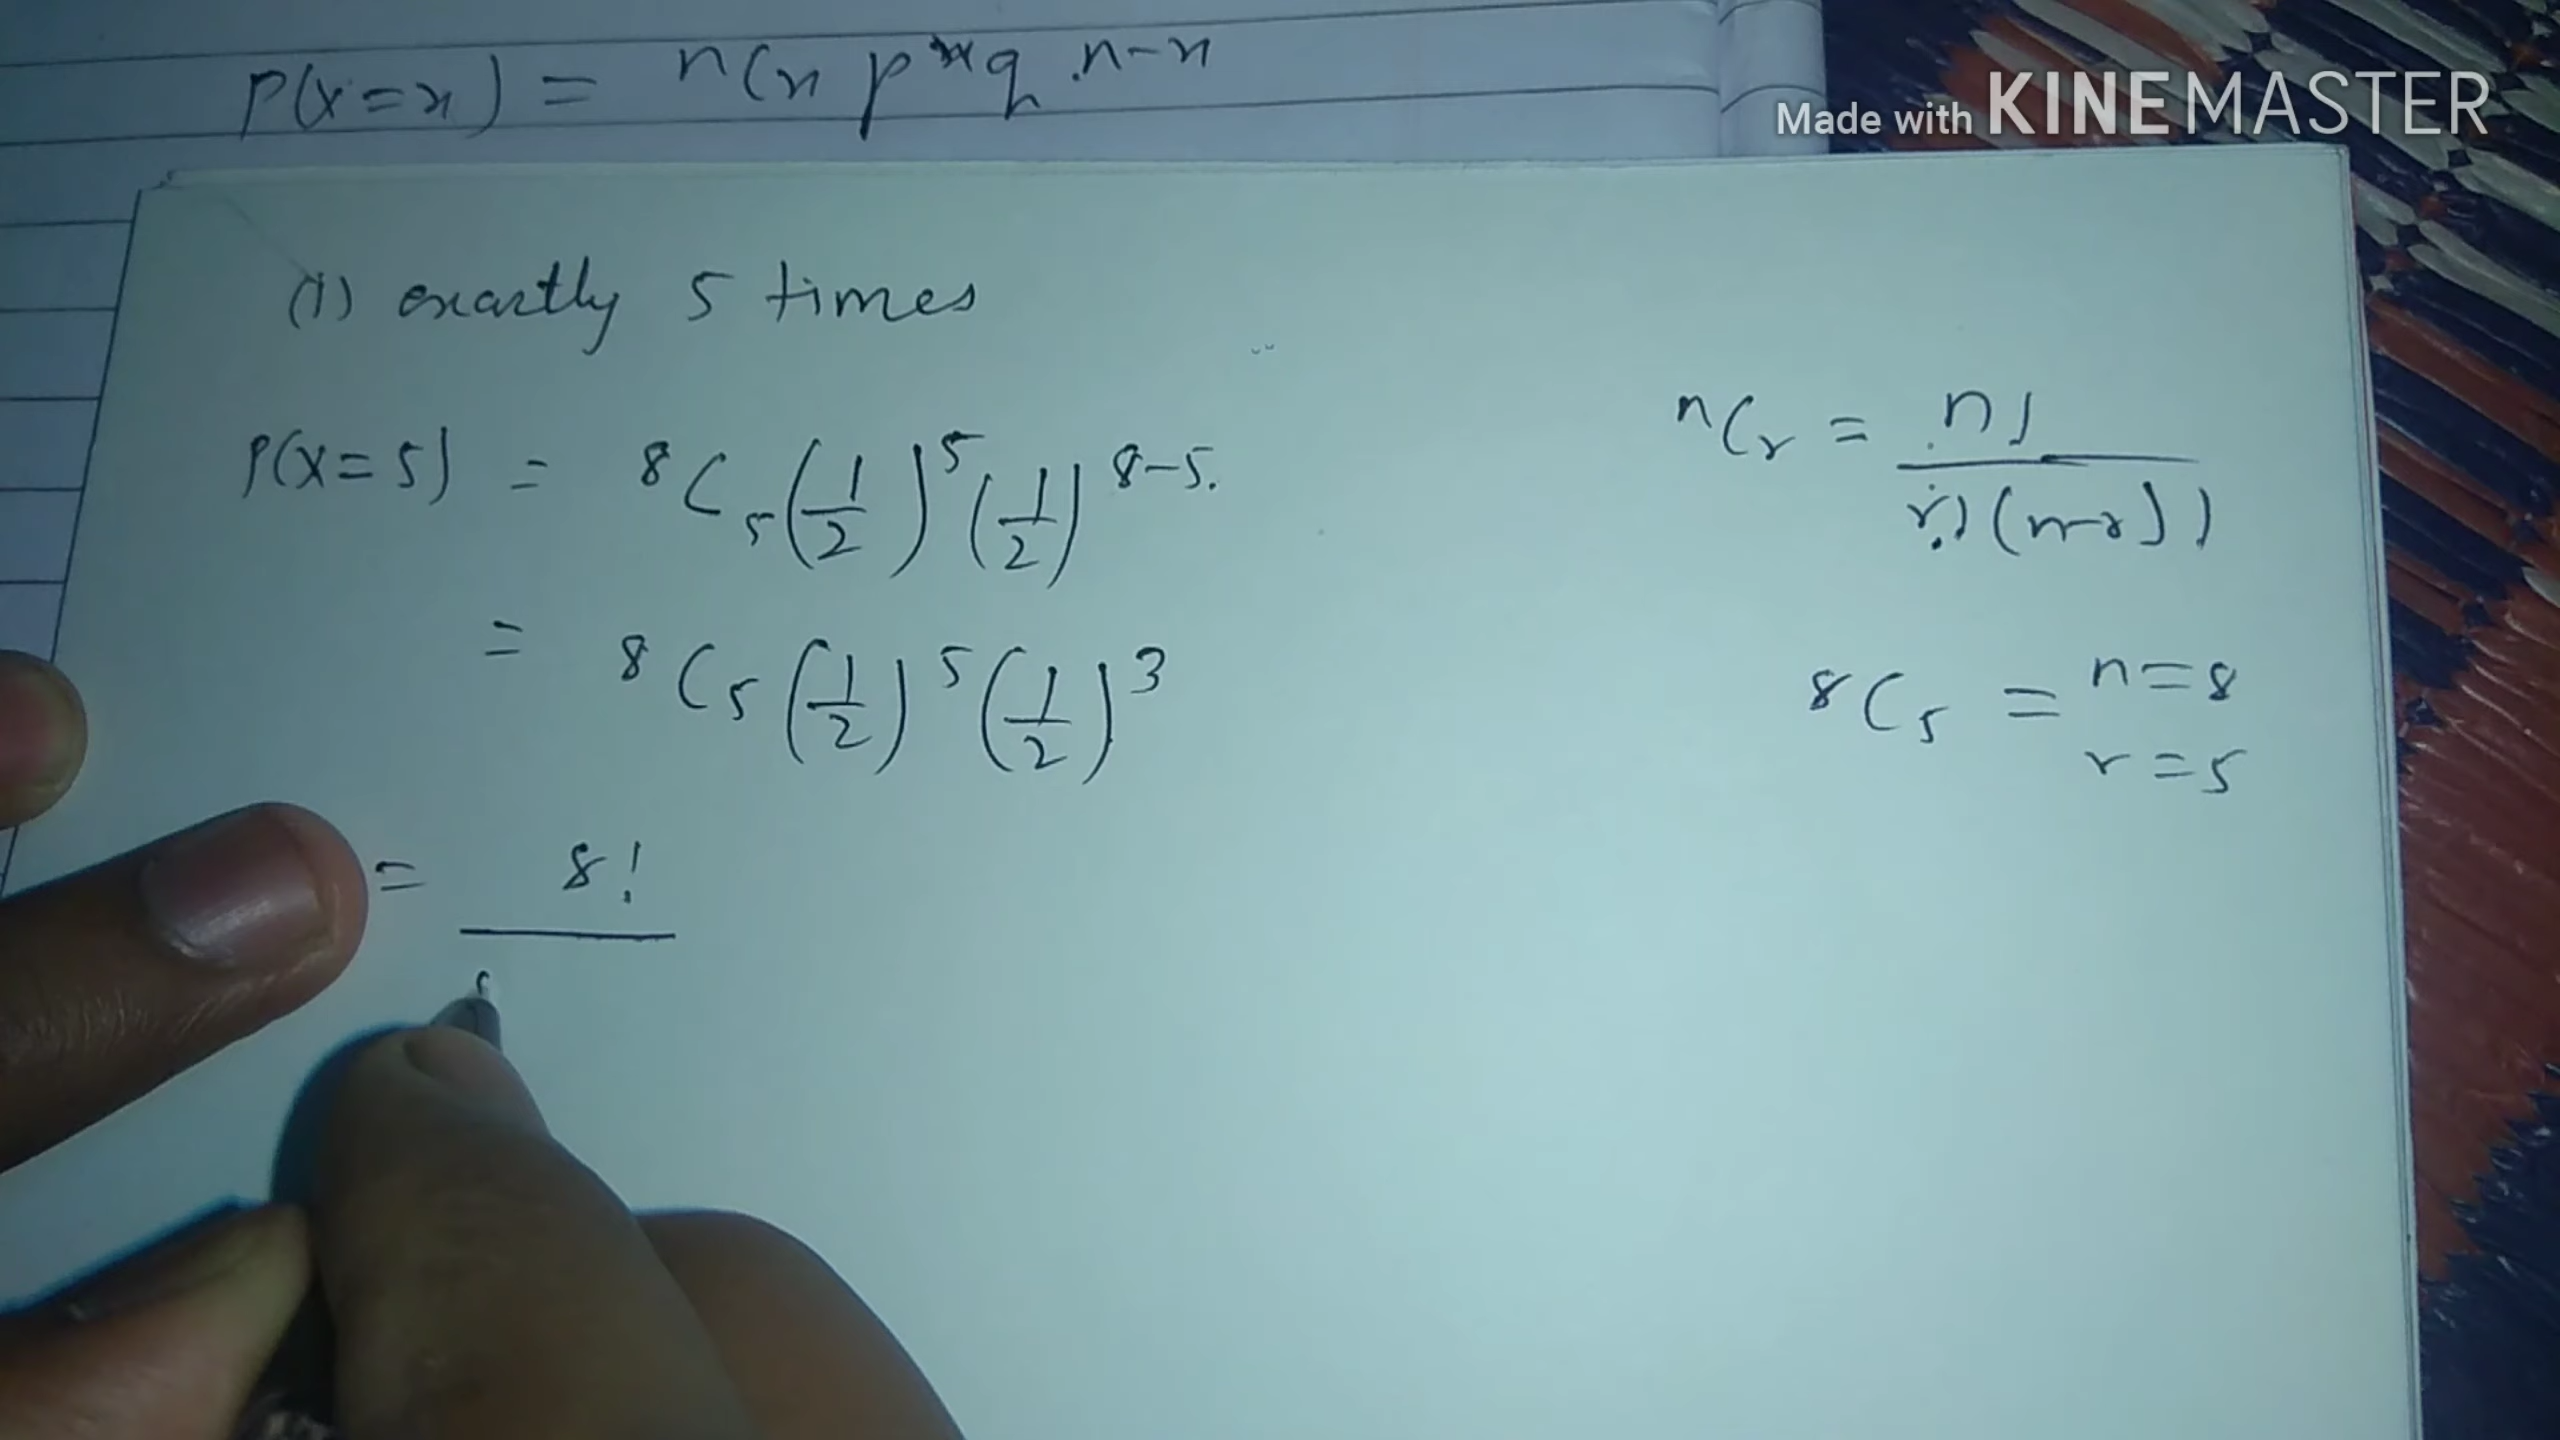 P(X=x) = nCx p^x q^n-x
Made with KINEMASTER
(1) exactly 5 times
P(X=5) = ⁸C₅(1/2)⁵(1/2)⁸⁻⁵.
= ⁸C₅(1/2)⁵(1/2)³
= 8!
ⁿCᵣ = n! / r!(n-r)!
⁸C₅ = n=8
r=5